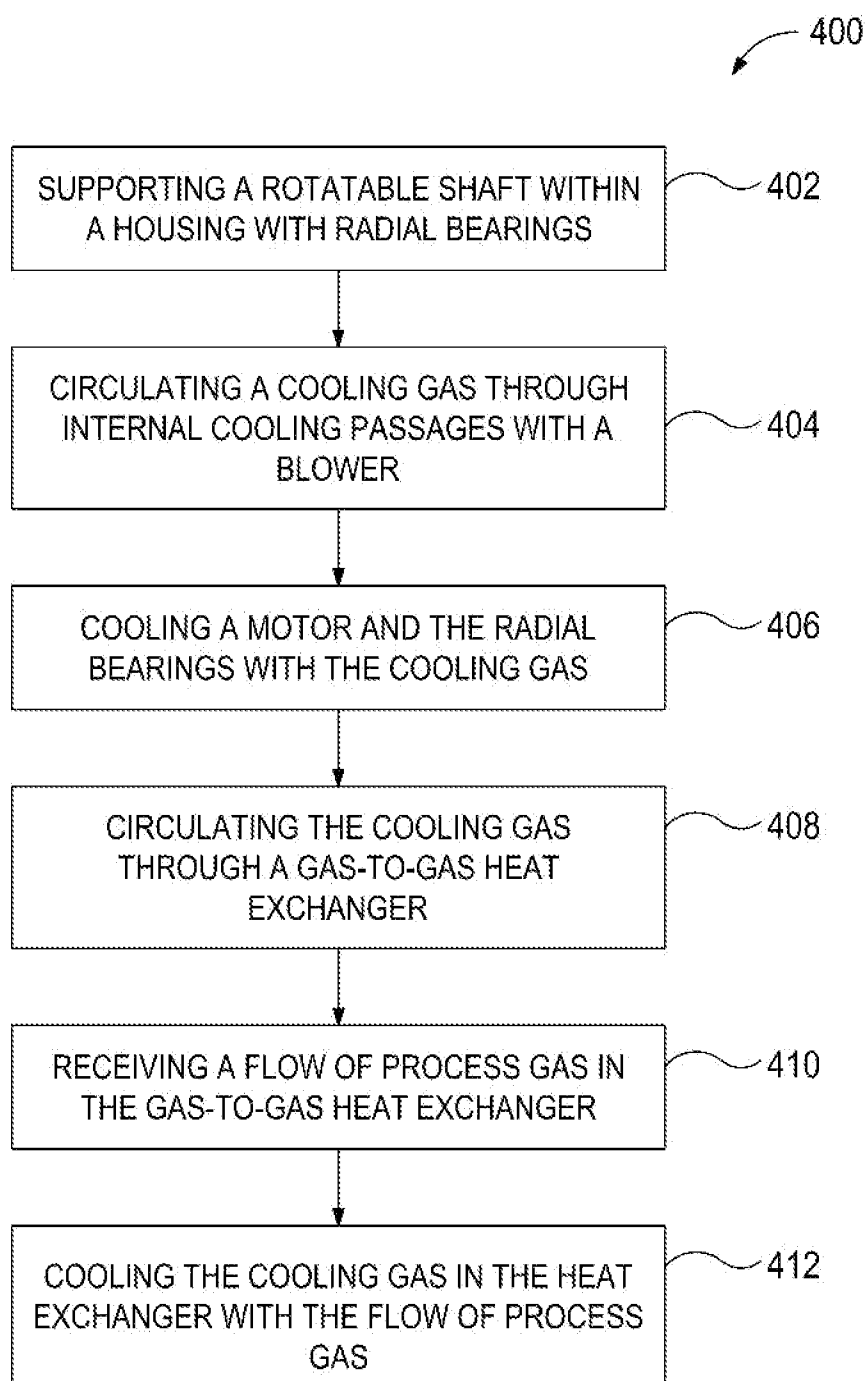 400
SUPPORTING A ROTATABLE SHAFT WITHIN
A HOUSING WITH RADIAL BEARINGS
402
CIRCULATING A COOLING GAS THROUGH
INTERNAL COOLING PASSAGES WITH A
BLOWER
404
COOLING A MOTOR AND THE RADIAL
BEARINGS WITH THE COOLING GAS
406
CIRCULATING THE COOLING GAS
THROUGH A GAS-TO-GAS HEAT
EXCHANGER
408
RECEIVING A FLOW OF PROCESS GAS IN
THE GAS-TO-GAS HEAT EXCHANGER
410
COOLING THE COOLING GAS IN THE HEAT
EXCHANGER WITH THE FLOW OF PROCESS
GAS
412